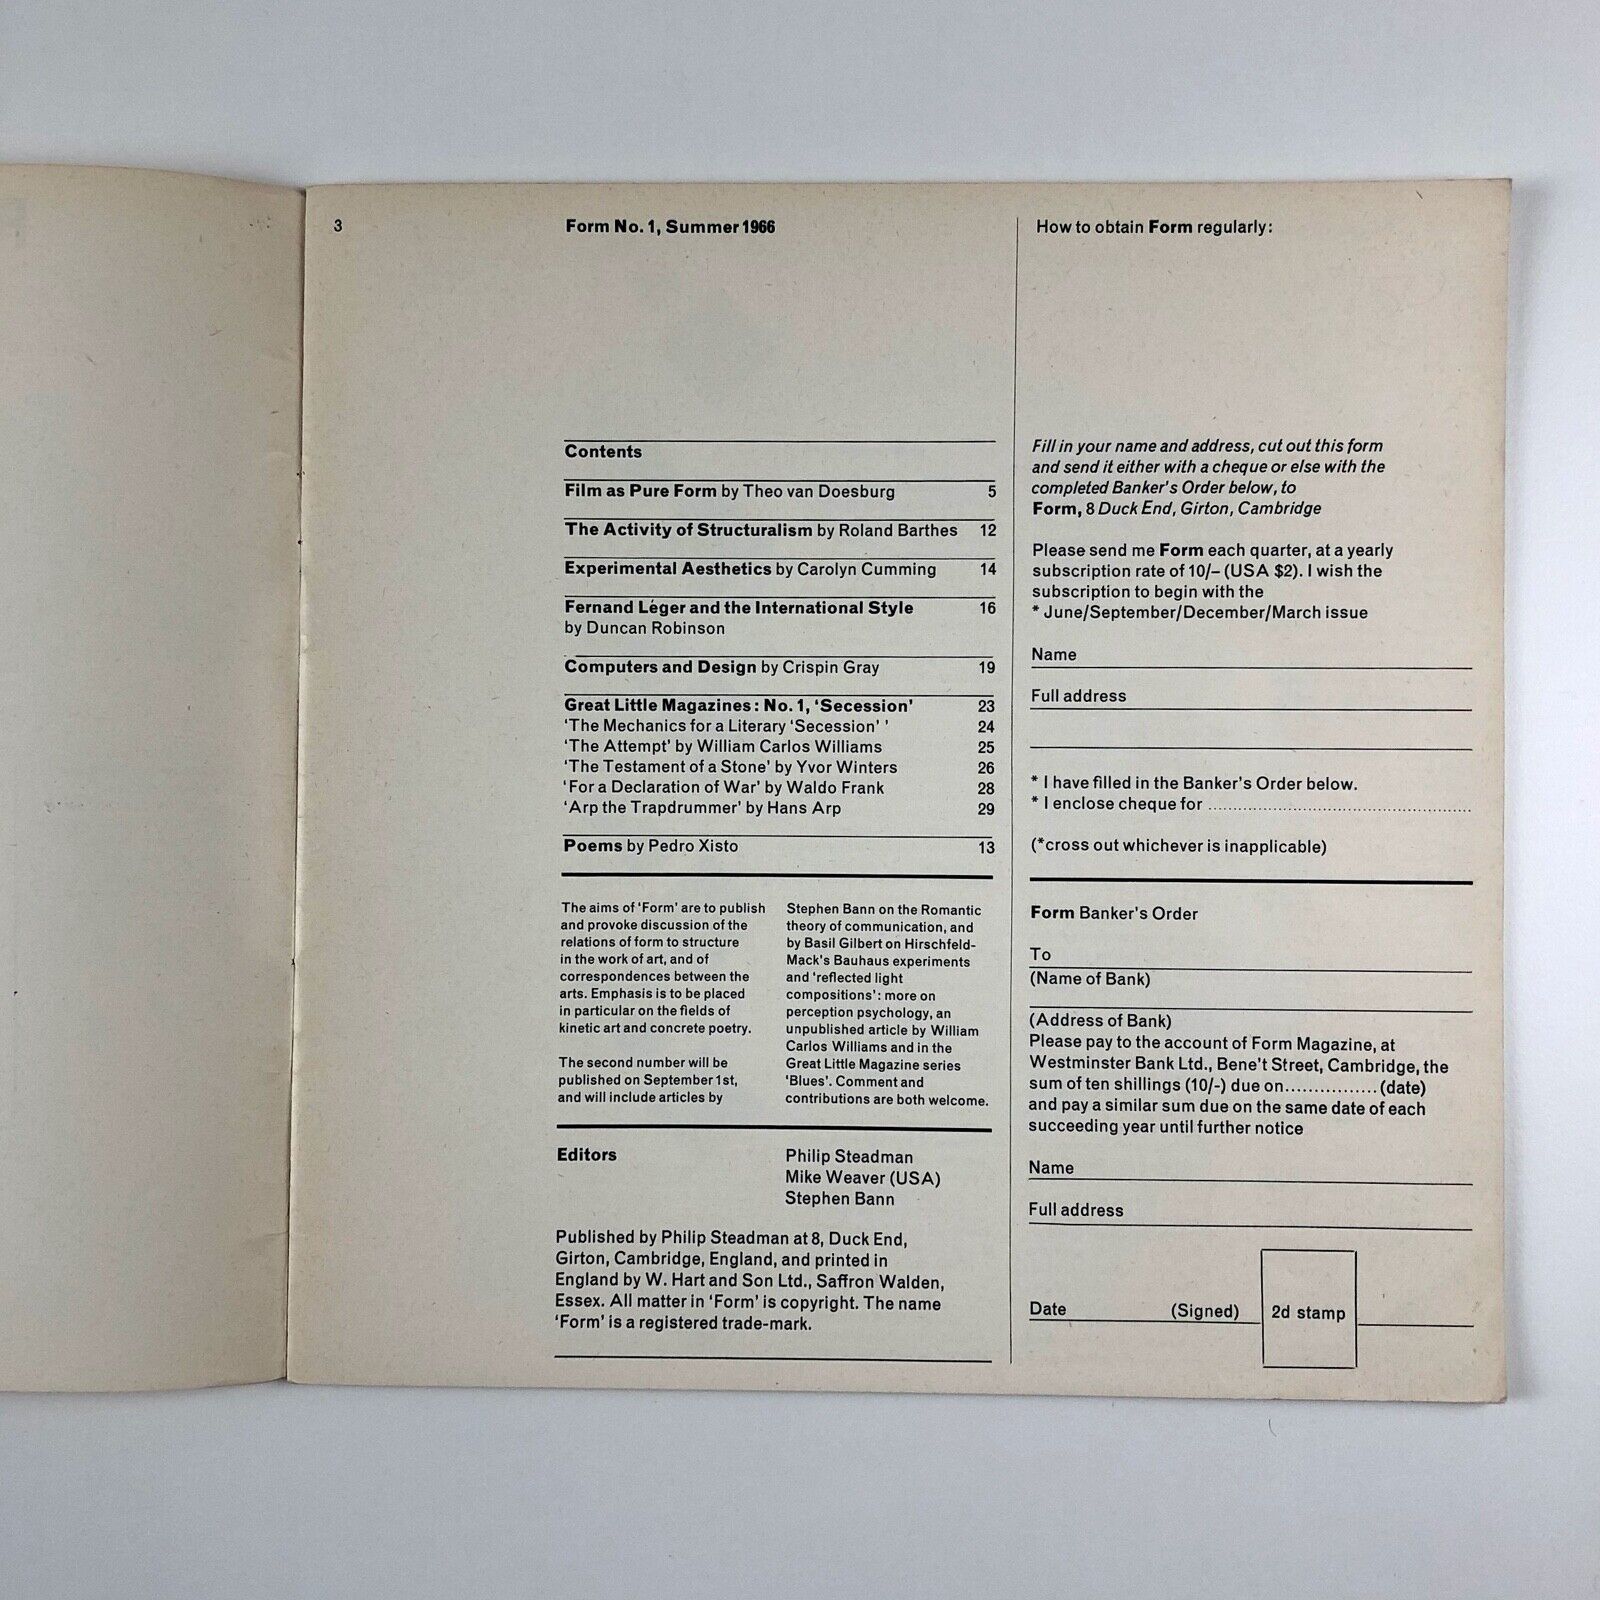 3
Form No. 1, Summer 1966
Contents
Film as Pure Form by Theo van Doesburg 5
The Activity of Structuralism by Roland Barthes 12
Experimental Aesthetics by Carolyn Cumming 14
Fernand Léger and the International Style 16
by Duncan Robinson
Computers and Design by Crispin Gray 19
Great Little Magazines: No. 1, ‘Secession’ 23
‘The Mechanics for a Literary ‘Secession’ ’ 24
‘The Attempt’ by William Carlos Williams 25
‘The Testament of a Stone’ by Yvor Winters 26
‘For a Declaration of War’ by Waldo Frank 28
‘Arp the Trapdrummer’ by Hans Arp 29
Poems by Pedro Xisto 13
The aims of ‘Form’ are to publish
and provoke discussion of the
relations of form to structure
in the work of art, and of
correspondences between the
arts. Emphasis is to be placed
in particular on the fields of
kinetic art and concrete poetry.
The second number will be
published on September 1st,
and will include articles by
Stephen Bann on the Romantic
theory of communication, and
by Basil Gilbert on Hirschfeld-
Mack's Bauhaus experiments
and ‘reflected light
compositions’: more on
perception psychology, an
unpublished article by William
Carlos Williams and in the
Great Little Magazine series
‘Blues’. Comment and
contributions are both welcome.
Editors
Philip Steadman
Mike Weaver (USA)
Stephen Bann
Published by Philip Steadman at 8, Duck End,
Girton, Cambridge, England, and printed in
England by W. Hart and Son Ltd., Saffron Walden,
Essex. All matter in ‘Form’ is copyright. The name
‘Form’ is a registered trade-mark.
How to obtain Form regularly:
Fill in your name and address, cut out this form
and send it either with a cheque or else with the
completed Banker's Order below, to
Form, 8 Duck End, Girton, Cambridge
Please send me Form each quarter, at a yearly
subscription rate of 10/– (USA $2). I wish the
subscription to begin with the
* June/September/December/March issue
Name
Full address
* I have filled in the Banker's Order below.
* I enclose cheque for ................................................
(*cross out whichever is inapplicable)
Form Banker's Order
To
(Name of Bank)
(Address of Bank)
Please pay to the account of Form Magazine, at
Westminster Bank Ltd., Bene't Street, Cambridge, the
sum of ten shillings (10/-) due on................(date)
and pay a similar sum due on the same date of each
succeeding year until further notice
Name
Full address
Date (Signed) 2d stamp